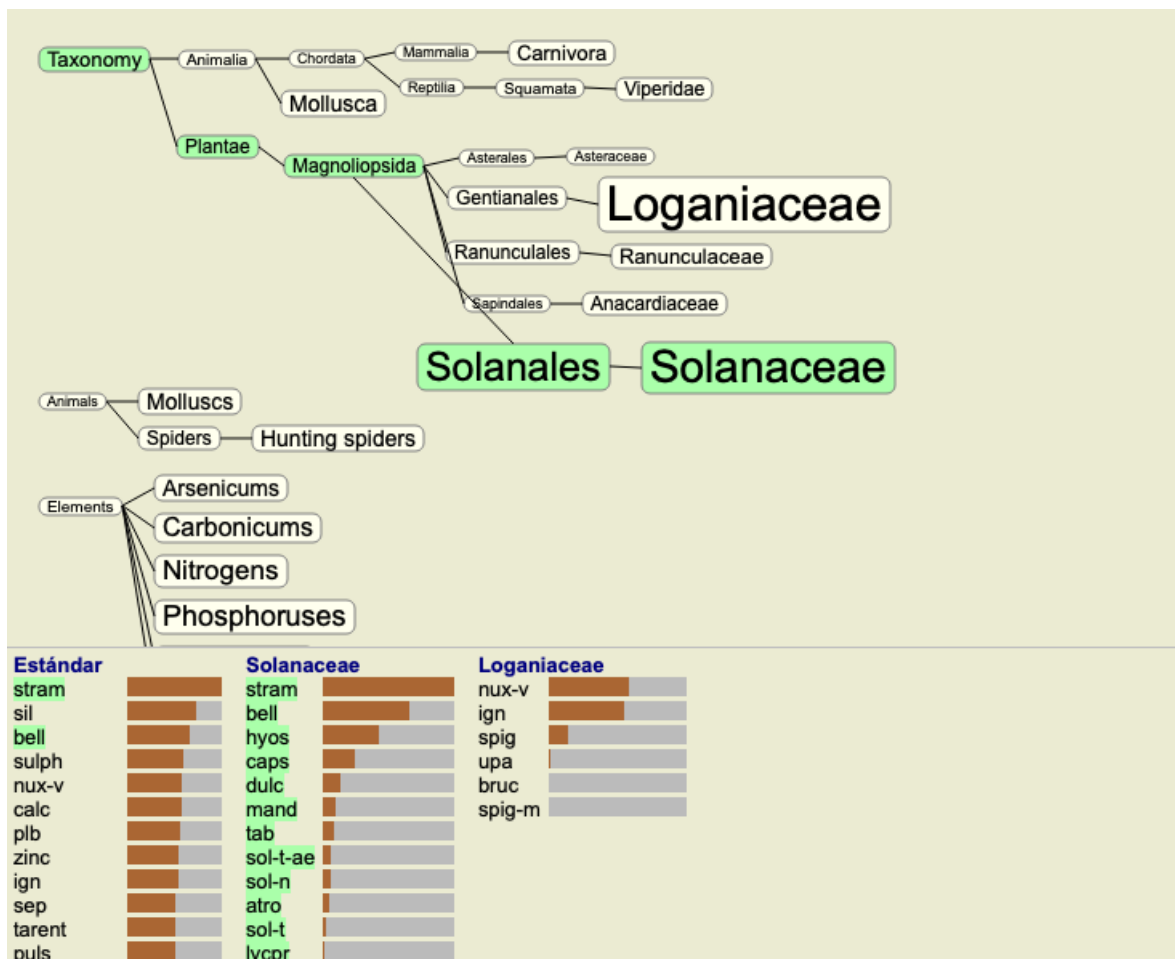 Taxonomy
Animalia
Chordata
Mammalia
Carnivora
Reptilia
Squamata
Viperidae
Mollusca
Plantae
Magnoliopsida
Asterales
Asteraceae
Gentianales
Loganiaceae
Ranunculales
Ranunculaceae
Sapindales
Anacardiaceae
Solanales
Solanaceae
Animals
Molluscs
Spiders
Hunting spiders
Elements
Arsenicums
Carbonicums
Nitrogens
Phosphoruses
Estándar
stram
sil
bell
sulph
nux-v
calc
plb
zinc
ign
sep
tarent
puls
Solanaceae
stram
bell
hyos
caps
dulc
mand
tab
sol-t-ae
sol-n
atro
sol-t
lycpr
Loganiaceae
nux-v
ign
spig
upa
bruc
spig-m